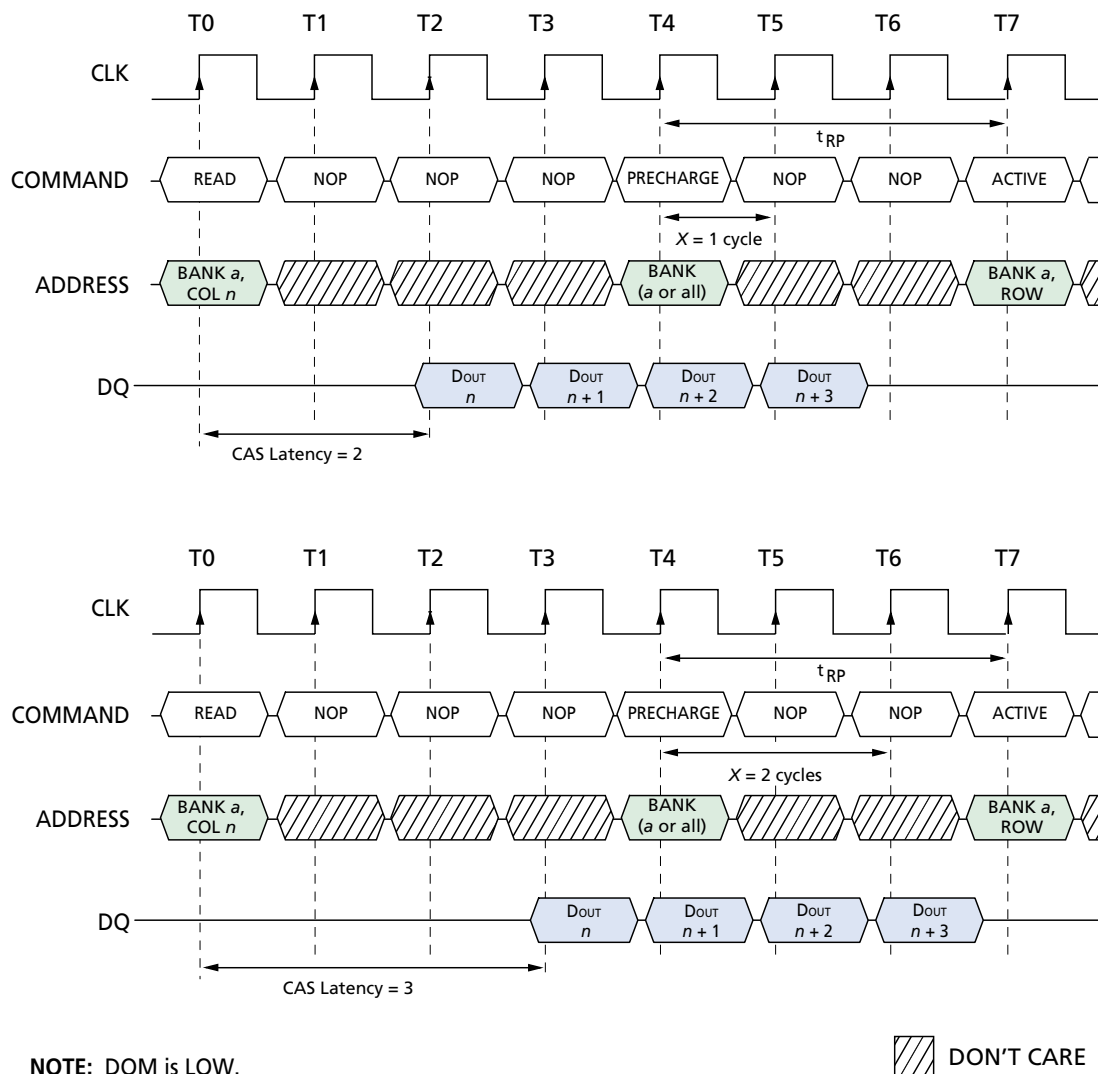 T0 T1 T2 T3 T4 T5 T6 T7
CLK
tRP
COMMAND READ NOP NOP NOP PRECHARGE NOP NOP ACTIVE
X = 1 cycle
ADDRESS BANK a, COL n BANK (a or all) BANK a, ROW
DQ DOUT n DOUT n + 1 DOUT n + 2 DOUT n + 3
CAS Latency = 2
T0 T1 T2 T3 T4 T5 T6 T7
CLK
tRP
COMMAND READ NOP NOP NOP PRECHARGE NOP NOP ACTIVE
X = 2 cycles
ADDRESS BANK a, COL n BANK (a or all) BANK a, ROW
DQ DOUT n DOUT n + 1 DOUT n + 2 DOUT n + 3
CAS Latency = 3
NOTE: DQM is LOW.
DON'T CARE